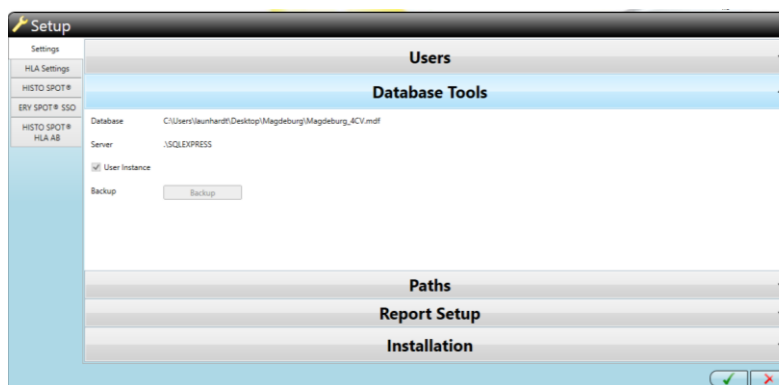 Setup
Settings
HLA Settings
HISTO SPOT®
ERY SPOT® SSO
HISTO SPOT®
HLA AB
Users
Database Tools
Database C:\Users\launhardt\Desktop\Magdeburg\Magdeburg_4CV.mdf
Server .\SQLEXPRESS
User Instance
Backup Backup
Paths
Report Setup
Installation